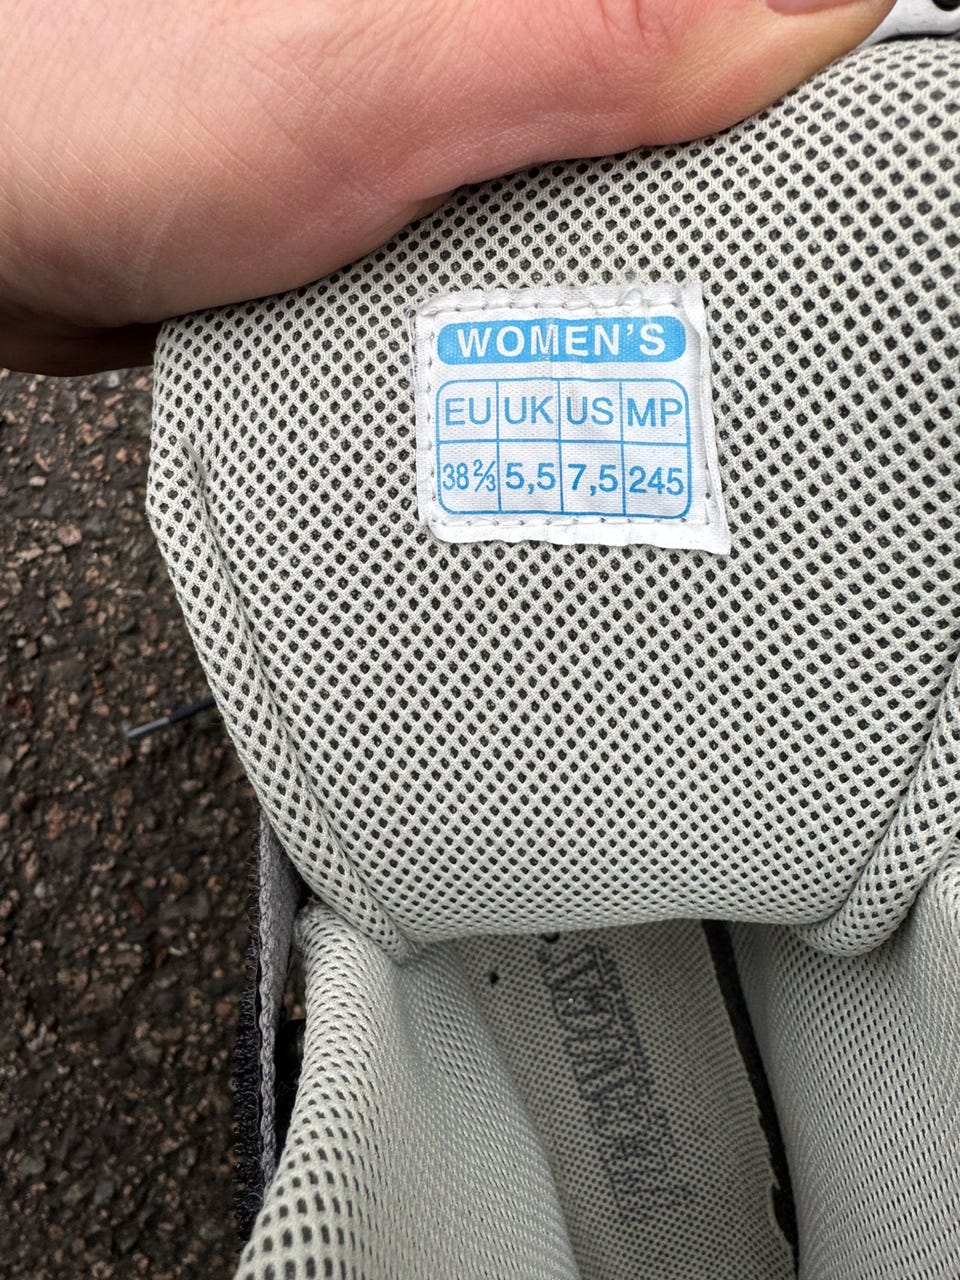 WOMEN'S
EU UK US MP
38⅔ 5,5 7,5 245